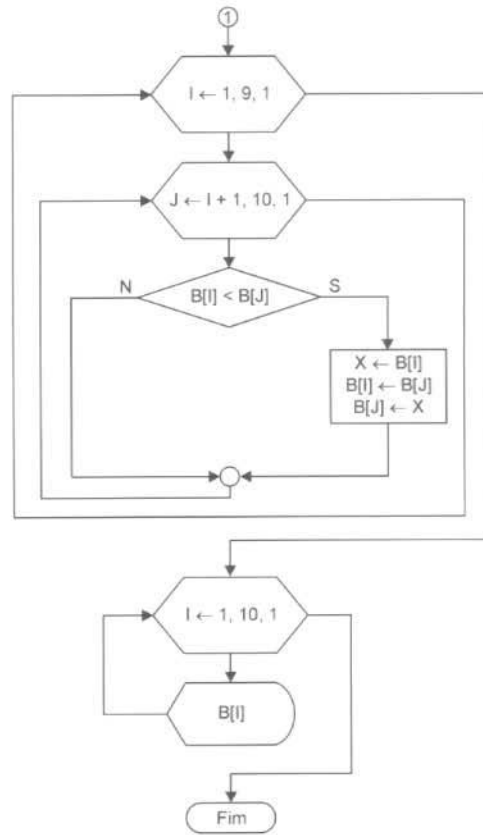 1
I ← 1, 9, 1
J ← I + 1, 10, 1
N
B[I] < B[J]
S
X ← B[I]
B[I] ← B[J]
B[J] ← X
I ← 1, 10, 1
B[I]
Fim